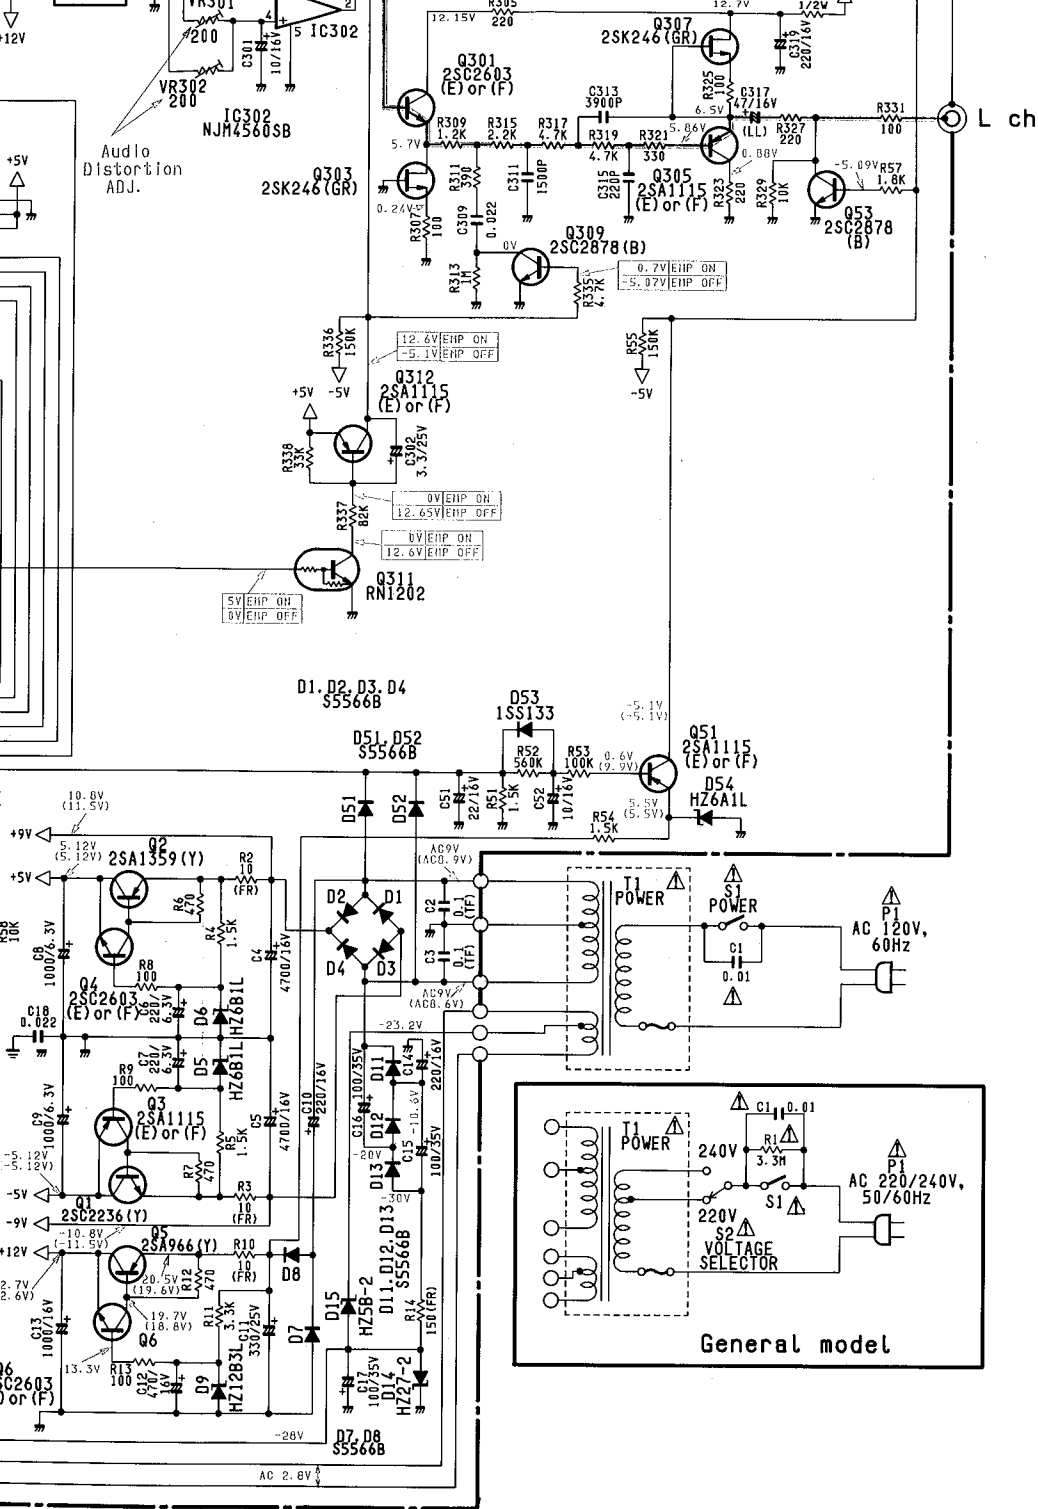 VR301
200
+12V
C301
10/16V
4
5
2
IC302
VR302
200
IC302
NJM4560SB
Audio
Distortion
ADJ.
+5V
12.15V
R305
220
12.7V
1/2W
Q307
2SK246(GR)
C319
220/16V
Q301
2SC2603
(E)or(F)
R325
100
C313
3900P
C317
47/16V
6.5V
(LL)
R327
220
R331
100
L ch
5.7V
R309
1.2K
R315
2.2K
R317
4.7K
R319
4.7K
R321
330
5.86V
0.88V
Q303
2SK246(GR)
R311
390
C311
1500P
C315
220P
Q305
2SA1115
(E)or(F)
R323
220
R329
10K
-5.09V
R57
1.8K
0.24V
R307
100
C309
0.022
Q53
2SC2878
(B)
Q309
2SC2878(B)
0V
R313
1M
R335
4.7K
0.7V EMP ON
-5.07V EMP OFF
R336
150K
-5V
12.6V EMP ON
-5.1V EMP OFF
R55
150K
-5V
Q312
2SA1115
(E)or(F)
+5V
R338
33K
C302
3.3/25V
0V EMP ON
12.65V EMP OFF
R337
82K
0V EMP ON
12.6V EMP OFF
Q311
RN1202
5V EMP ON
0V EMP OFF
D1.D2.D3.D4
S5566B
D51.D52
S5566B
D53
1SS133
-5.1V
(-5.1V)
R52
560K
R53
100K
0.6V
(9.9V)
Q51
2SA1115
(E)or(F)
D54
HZ6A1L
D51
D52
C51
22/16V
R51
1.5K
C52
10/16V
5.5V
(5.5V)
R54
1.5K
10.8V
(11.5V)
+9V
5.12V
(5.12V)
+5V
Q2
2SA1359(Y)
R2
10
(FR)
R6
470
R4
1.5K
R58
10K
C8
1000/6.3V
C4
4700/16V
Q4
2SC2603
(E)or(F)
R8
100
C6
220/
6.3V
D6
HZ6B1L
C18
0.022
C7
220/
6.3V
D5
HZ6B1L
R9
100
Q3
2SA1115
(E)or(F)
C9
1000/6.3V
R5
1.5K
C5
4700/16V
R7
470
-5.12V
-5.12V)
-5V
Q1
2SC2236(Y)
R3
10
(FR)
-9V
-10.8V
(-11.5V)
D2
D1
D4
D3
C2
0.1
(TF)
C3
0.1
(TF)
AC9V
(AC8.9V)
AC9V
(AC8.6V)
-23.2V
C10
220/16V
C16
100/35V
D11
C14
220/16V
D12
-10.6V
C15
100/35V
D13
-20V
-30V
T1
POWER
S1
POWER
C1
0.01
P1
AC 120V,
60Hz
T1
POWER
240V
220V
S2
VOLTAGE
SELECTOR
C1
0.01
R1
3.3M
S1
P1
AC 220/240V,
50/60Hz
General model
+12V
Q5
2SA966(Y)
R10
10
(FR)
D8
2.7V
2.6V)
20.5V
(19.6V)
R12
470
C13
1000/16V
19.7V
(18.8V)
Q6
R11
3.3K
C11
330/25V
D7
13.3V
R13
100
C12
470/
16V
D9
HZ12B3L
Q6
SC2603
)or(F)
D15
HZ5B-2
D11.D12.D13
S5566B
R14
150(FR)
C17
100/35V
D14
HZ27-2
-28V
D7.D8
S5566B
AC 2.8V